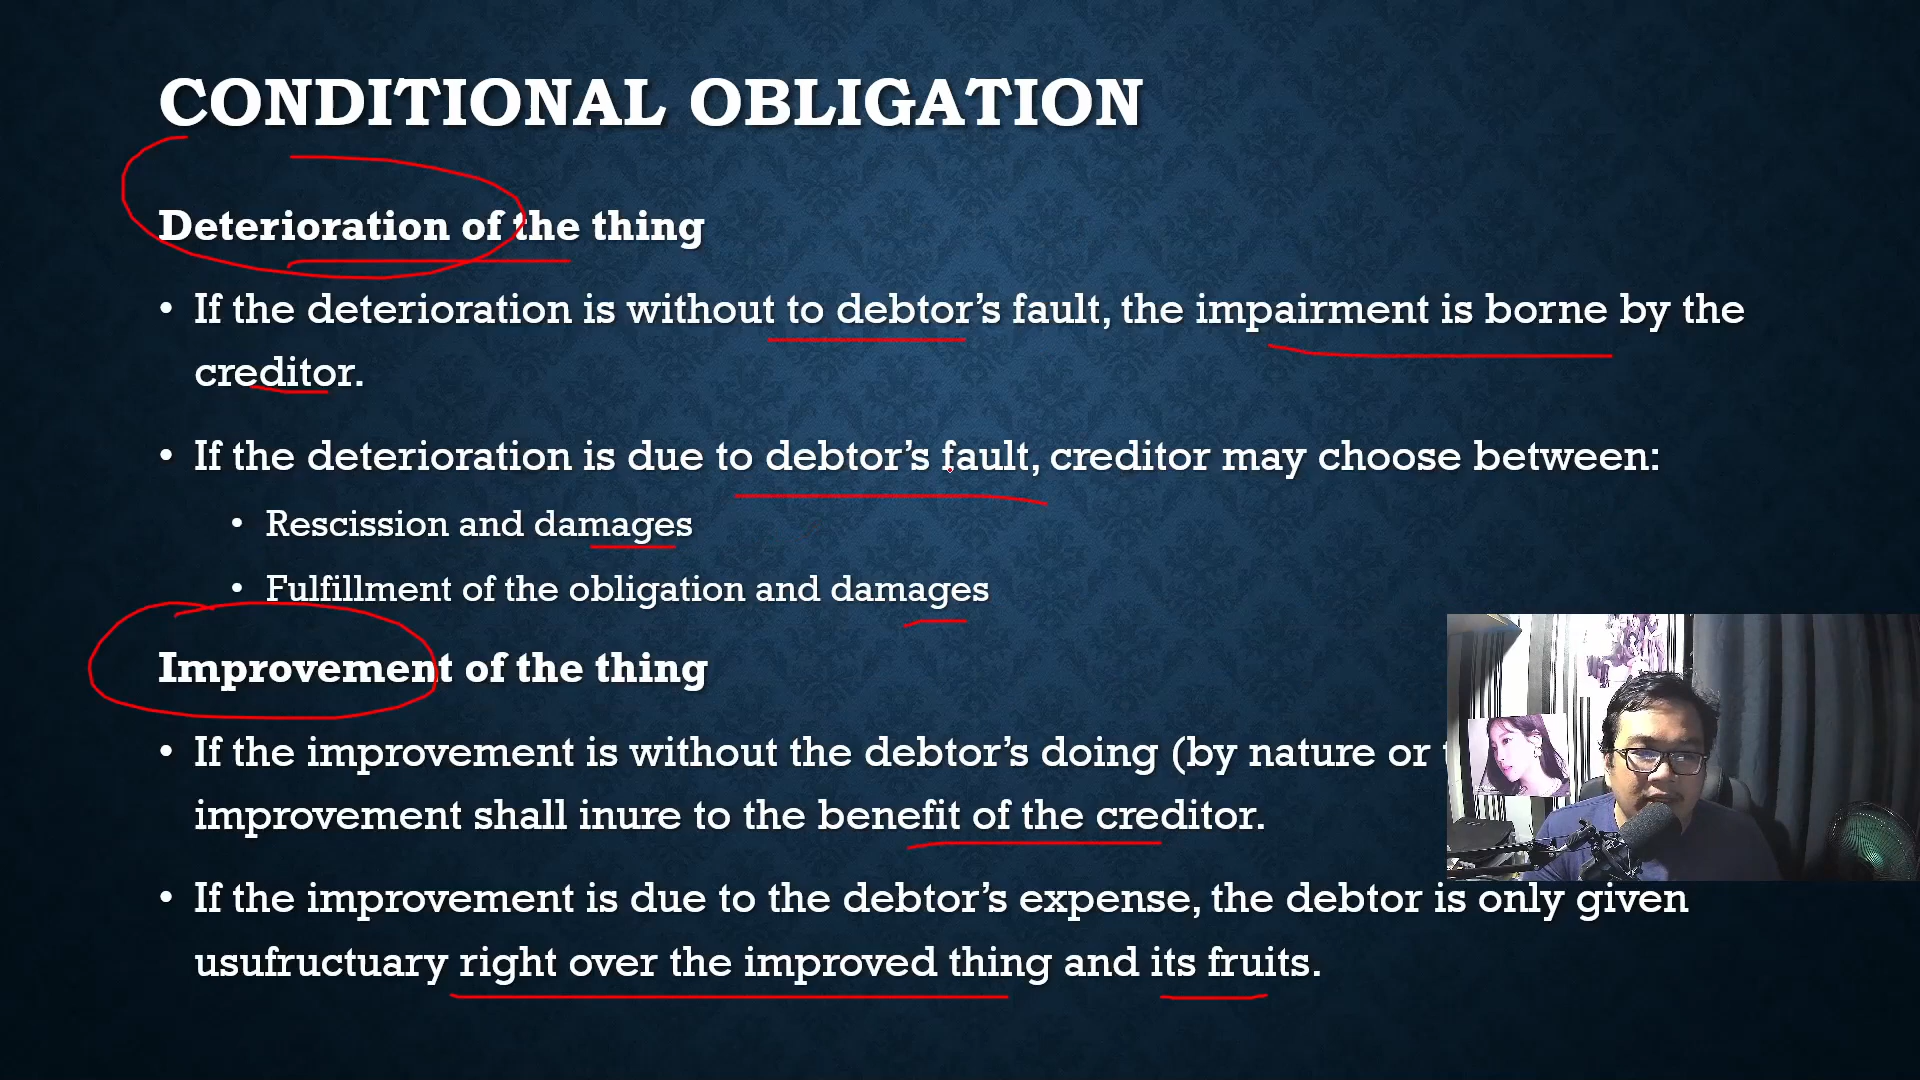 CONDITIONAL OBLIGATION
Deterioration of the thing
• If the deterioration is without to debtor's fault, the impairment is borne by the
creditor.
• If the deterioration is due to debtor's fault, creditor may choose between:
• Rescission and damages
• Fulfillment of the obligation and damages
Improvement of the thing
• If the improvement is without the debtor's doing (by nature or
improvement shall inure to the benefit of the creditor.
• If the improvement is due to the debtor's expense, the debtor is only given
usufructuary right over the improved thing and its fruits.